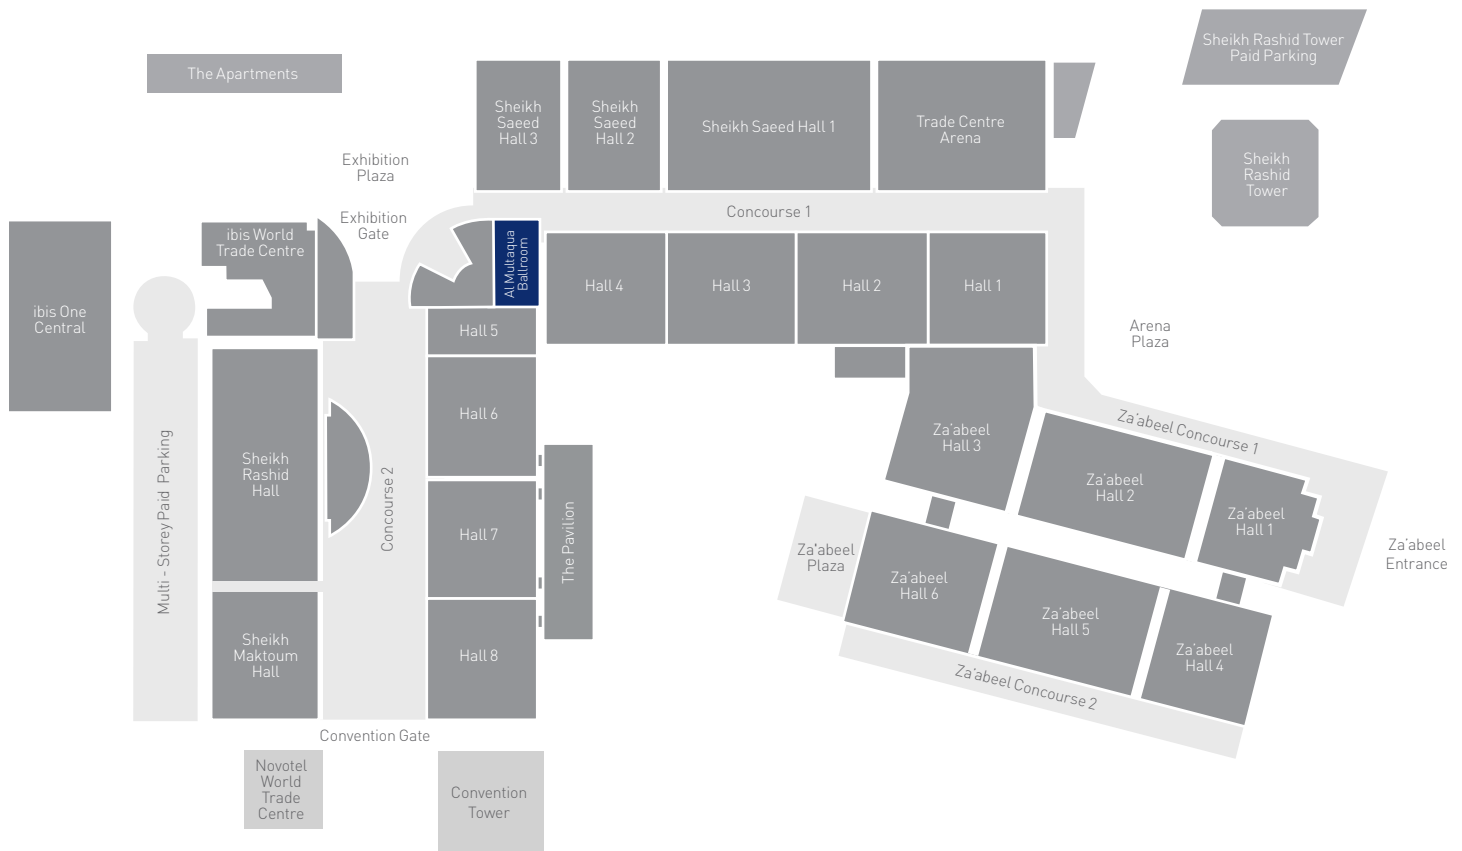 Sheikh Rashid Tower
Paid Parking
The Apartments
Sheikh
Saeed
Hall 3
Sheikh
Saeed
Hall 2
Sheikh Saeed Hall 1
Trade Centre
Arena
Exhibition
Plaza
Sheikh
Rashid
Tower
Exhibition
Gate
Concourse 1
ibis World
Trade Centre
Al Multaqua
Ballroom
Hall 4
Hall 3
Hall 2
Hall 1
ibis One
Central
Hall 5
Arena
Plaza
Hall 6
Za'abeel
Hall 3
Za'abeel Concourse 1
Sheikh
Rashid
Hall
Concourse 2
Multi - Storey Paid Parking
Za'abeel
Hall 2
Za'abeel
Hall 1
Hall 7
The Pavilion
Za'abeel
Plaza
Za'abeel
Entrance
Za'abeel
Hall 6
Za'abeel
Hall 5
Za'abeel
Hall 4
Sheikh
Maktoum
Hall
Hall 8
Za'abeel Concourse 2
Convention Gate
Novotel
World
Trade
Centre
Convention
Tower